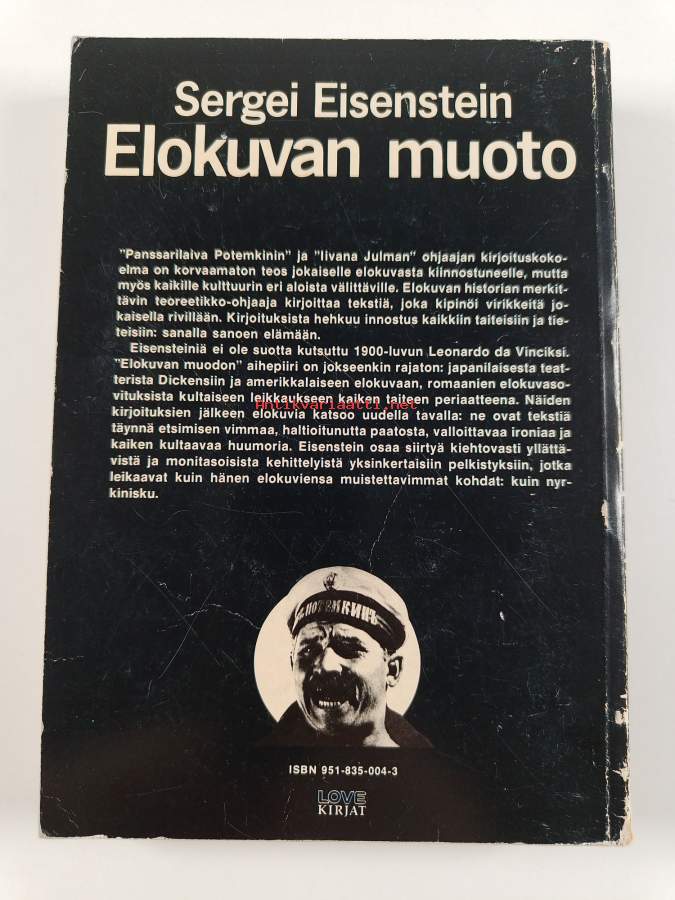 Sergei Eisenstein
Elokuvan muoto
"Panssarilaiva Potemkinin" ja "Iivana Julman" ohjaajan kirjoituskoko-
elma on korvaamaton teos jokaiselle elokuvasta kiinnostuneelle, mutta
myös kaikille kulttuurin eri aloista välittäville. Elokuvan historian merkit-
tävin teoreetikko-ohjaaja kirjoittaa tekstiä, joka kipinöi virikkeitä jo-
kaisella rivillään. Kirjoituksista hehkuu innostus kaikkiin taiteisiin ja tie-
teisiin: sanalla sanoen elämään.
Eisensteiniä ei ole suotta kutsuttu 1900-luvun Leonardo da Vinciksi.
"Elokuvan muodon" aihepiiri on jokseenkin rajaton: japanilaisesta teat-
terista Dickensiin ja amerikkalaiseen elokuvaan, romaanien elokuvaso-
vituksista kultaiseen leikkaukseen kaiken taiteen periaatteena. Näiden
Antikvariaatti.net
kirjoituksien jälkeen elokuvia katsoo uudella tavalla: ne ovat tekstiä
täynnä etsimisen vimmaa, haltioitunutta paatosta, valloittavaa ironiaa ja
kaiken kultaavaa huumoria. Eisenstein osaa siirtyä kiehtovasti yllättä-
vistä ja monitasoisista kehittelyistä yksinkertaisiin pelkistyksiin, jotka
leikaavat kuin hänen elokuviensa muistettavimmat kohdat: kuin nyr-
kinisku.
ПОТЕМКИНЪ
ISBN 951-835-004-3
LOVE
KIRJAT